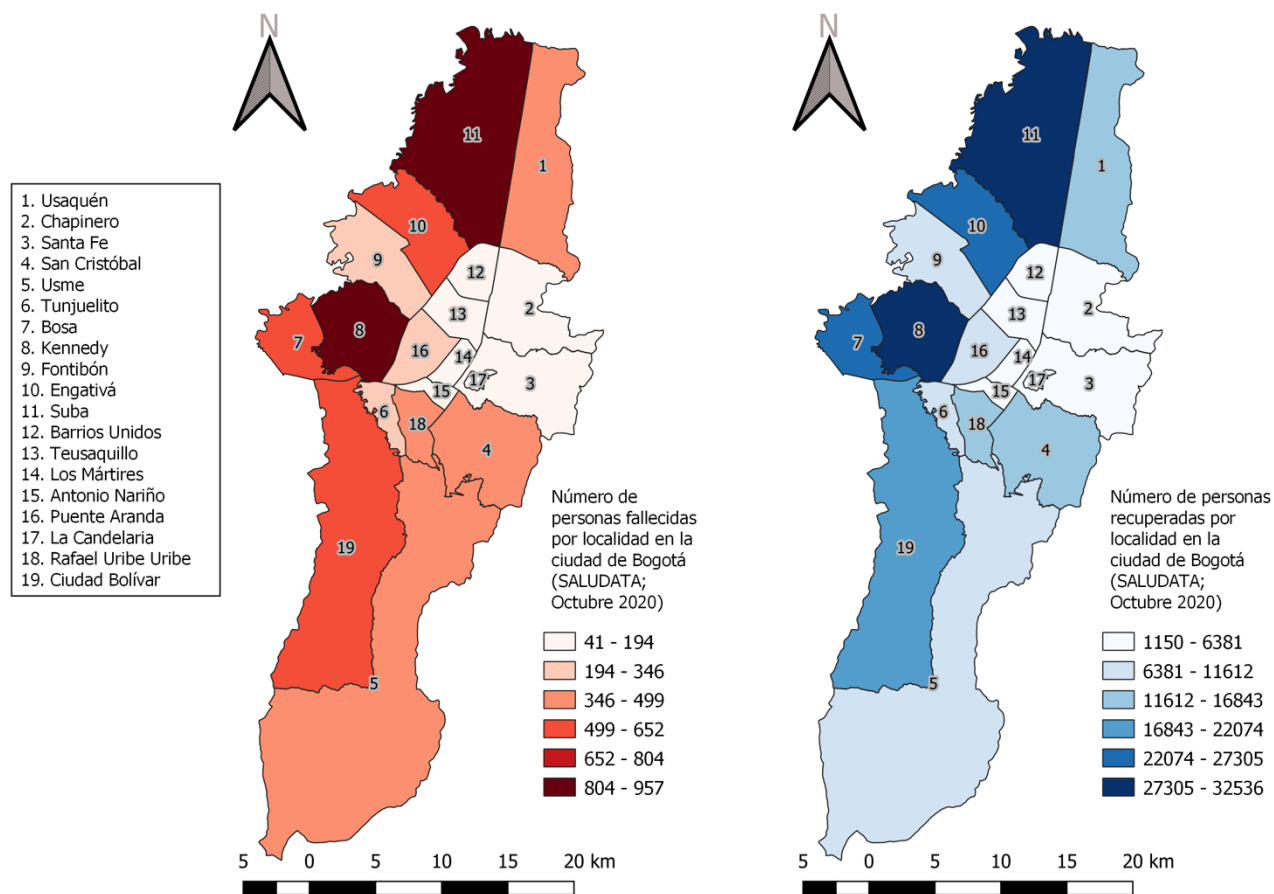 N
N
1. Usaquén
2. Chapinero
3. Santa Fe
4. San Cristóbal
5. Usme
6. Tunjuelito
7. Bosa
8. Kennedy
9. Fontibón
10. Engativá
11. Suba
12. Barrios Unidos
13. Teusaquillo
14. Los Mártires
15. Antonio Nariño
16. Puente Aranda
17. La Candelaria
18. Rafael Uribe Uribe
19. Ciudad Bolívar
11
1
10
9
12
2
13
8
7
16
14
17
3
15
6
18
4
19
5
Número de
personas fallecidas
por localidad en la
ciudad de Bogotá
(SALUDATA;
Octubre 2020)
41 - 194
194 - 346
346 - 499
499 - 652
652 - 804
804 - 957
5 0 5 10 15 20 km
11
1
10
9
12
2
13
8
7
16
14
17
3
15
6
18
4
19
5
Número de personas
recuperadas por
localidad en la
ciudad de Bogotá
(SALUDATA;
Octubre 2020)
1150 - 6381
6381 - 11612
11612 - 16843
16843 - 22074
22074 - 27305
27305 - 32536
5 0 5 10 15 20 km